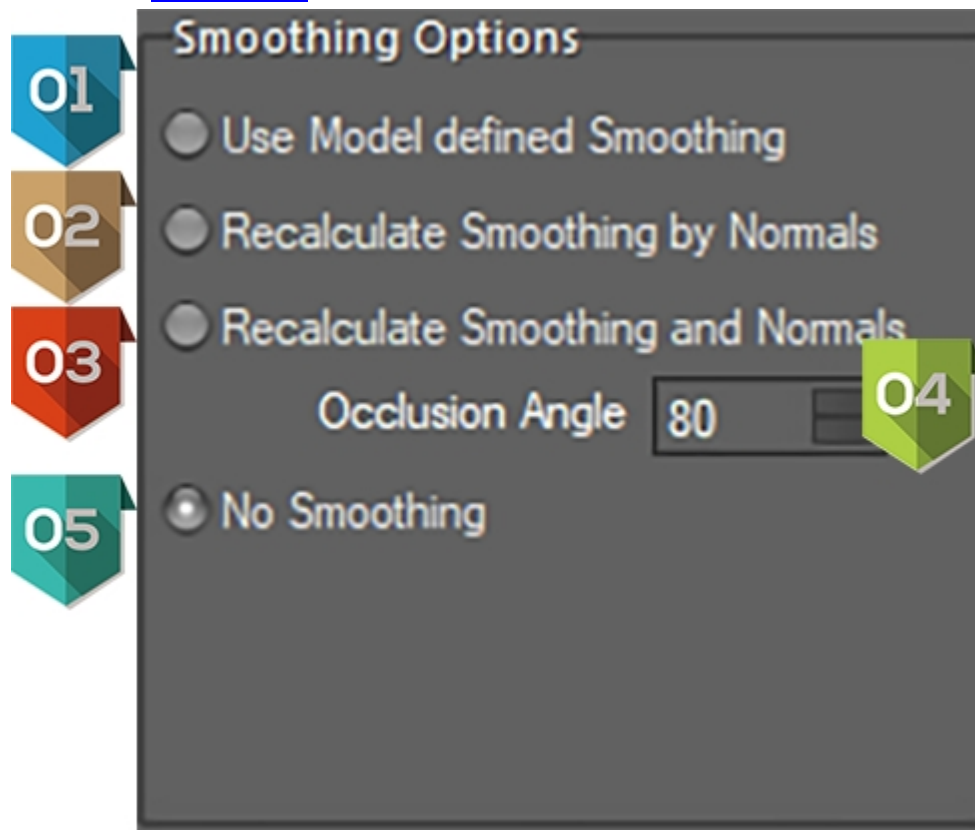 Smoothing Options
01
Use Model defined Smoothing
02
Recalculate Smoothing by Normals
03
Recalculate Smoothing and Normals
Occlusion Angle 80
04
05
No Smoothing